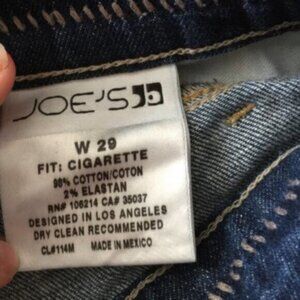 JOE'S
W 29
FIT: CIGARETTE
98% COTTON/COTON
2% ELASTAN
RN# 106214 CA# 35037
DESIGNED IN LOS ANGELES
DRY CLEAN RECOMMENDED
CL#114M MADE IN MEXICO